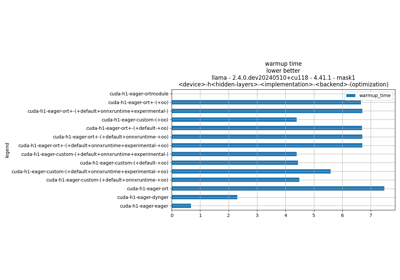 warmup time
lower better
llama - 2.4.0.dev20240510+cu118 - 4.41.1 - mask1
<device>-h<hidden-layers>-<implementation>-<backend>-(optimization)
warmup_time
legend
cuda-h1-eager-ortmodule
cuda-h1-eager-ort+-(+oo)
cuda-h1-eager-ort+-(+default+onnxruntime+experimental-)
cuda-h1-eager-custom-(+oo)
cuda-h1-eager-ort+-(+default-+oo)
cuda-h1-eager-ort+-(+default+onnxruntime-+oo)
cuda-h1-eager-ort+-(+default+onnxruntime+experimental-+oo)
cuda-h1-eager-custom-(+default+onnxruntime+experimental-)
cuda-h1-eager-custom-(+default-+oo)
cuda-h1-eager-custom-(+default+onnxruntime+experimental-+oo)
cuda-h1-eager-custom-(+default+onnxruntime-+oo)
cuda-h1-eager-ort
cuda-h1-eager-dynger
cuda-h1-eager-eager
0 1 2 3 4 5 6 7